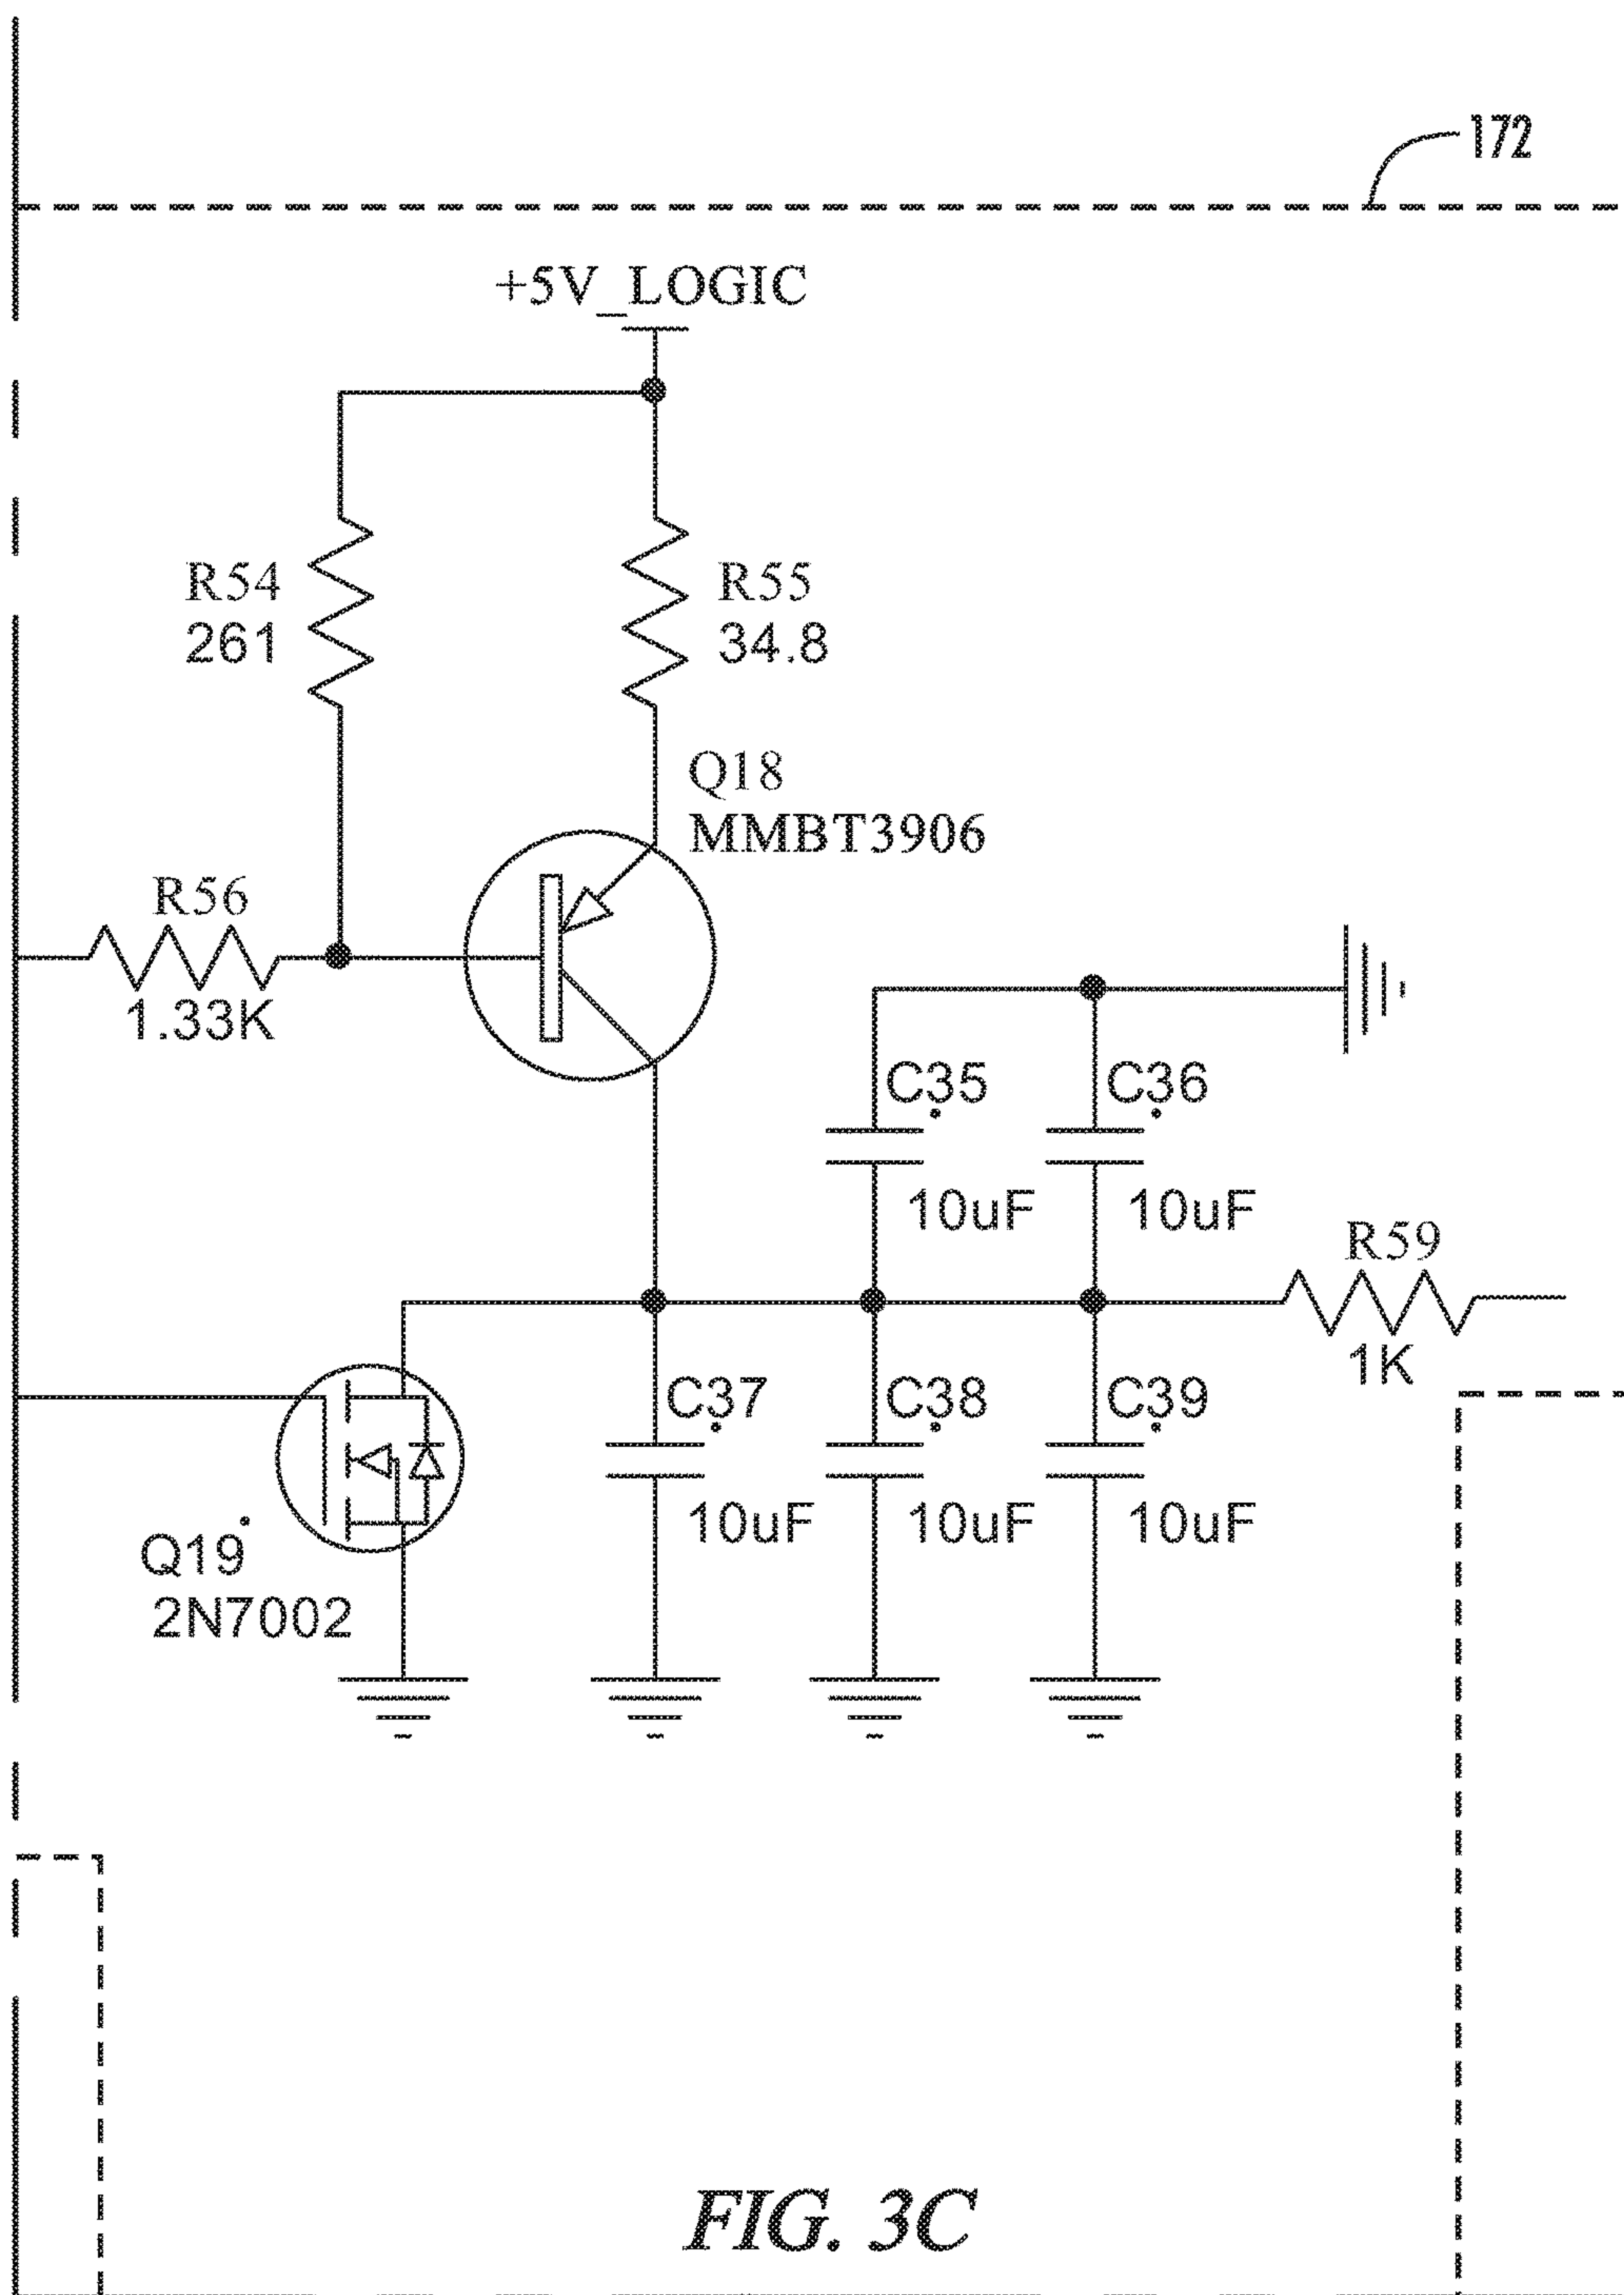 172
+5V_LOGIC
R54
261
R55
34.8
Q18
MMBT3906
R56
1.33K
C35
10uF
C36
10uF
R59
1K
C37
10uF
C38
10uF
C39
10uF
Q19
2N7002
FIG. 3C